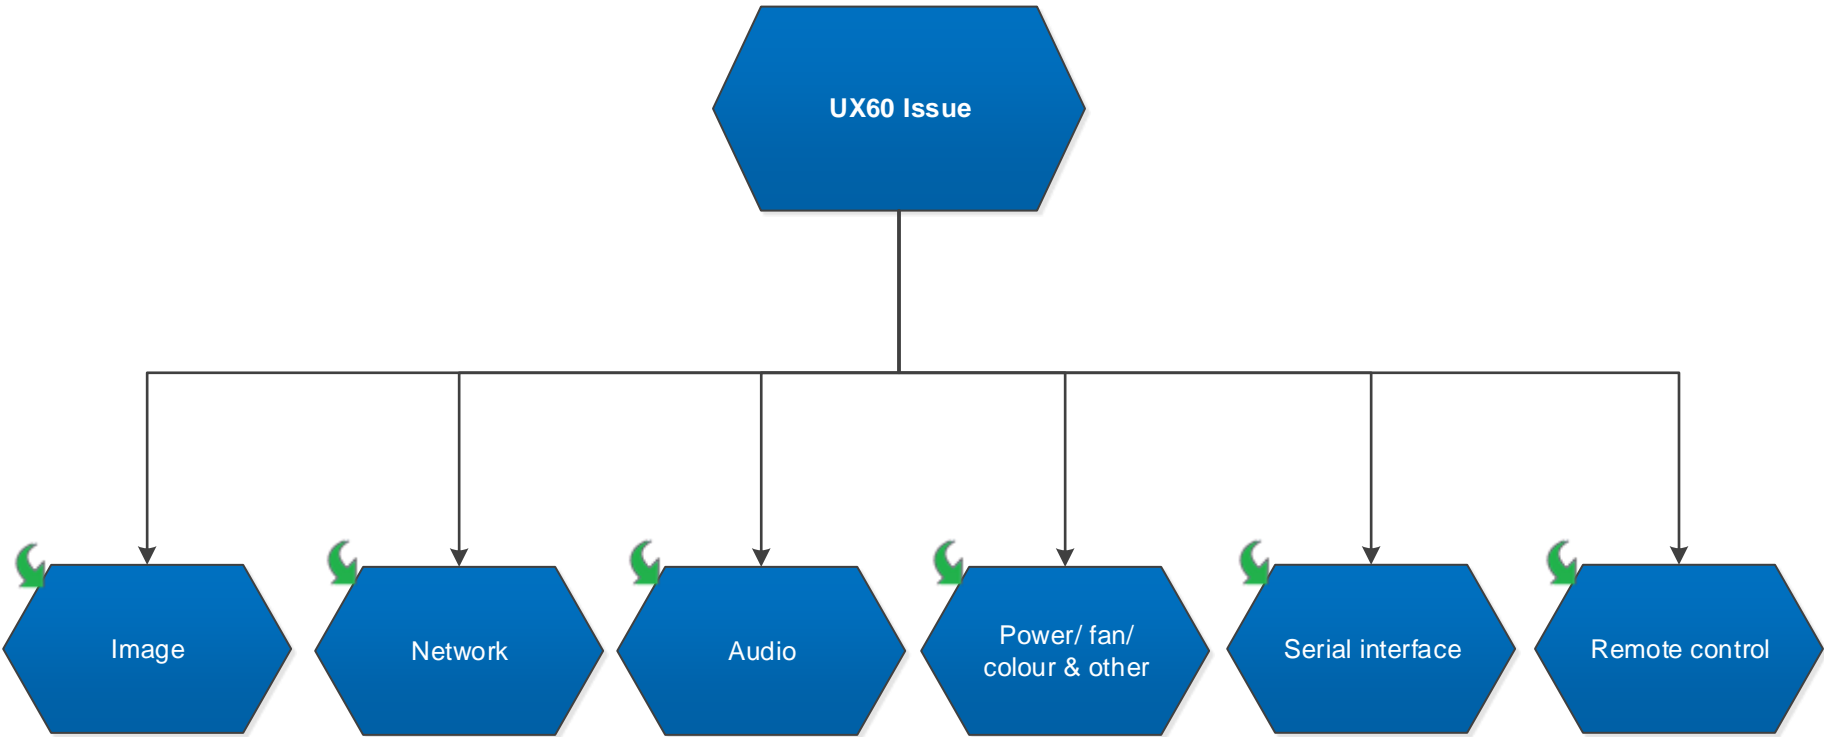 UX60 Issue
Image
Network
Audio
Power/ fan/
colour & other
Serial interface
Remote control